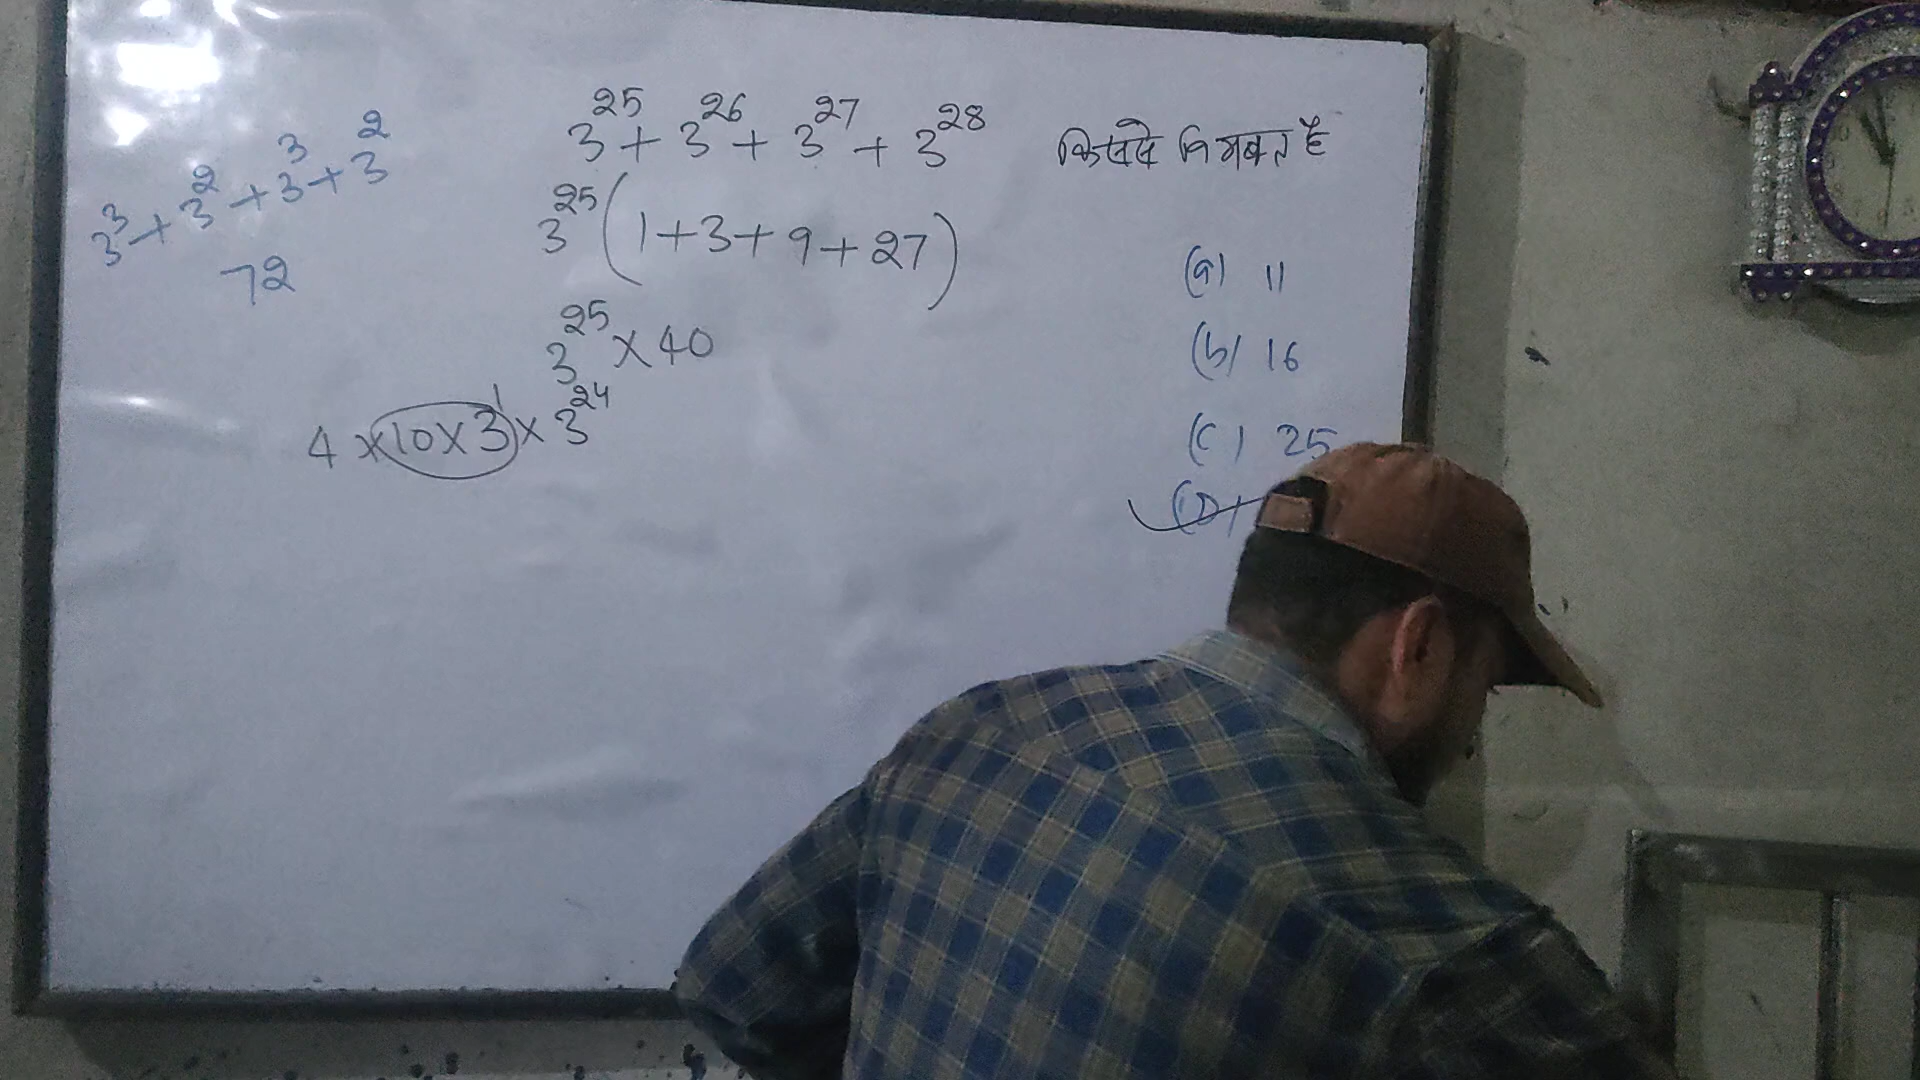 3³ + 3² + 3³ + 3²
72
3²⁵ + 3²⁶ + 3²⁷ + 3²⁸ किससे विभक्त है
3²⁵ (1 + 3 + 9 + 27)
3²⁵ × 40
4 × 10 × 3¹ × 3²⁴
(a) 11
(b) 16
(c) 25
(D)